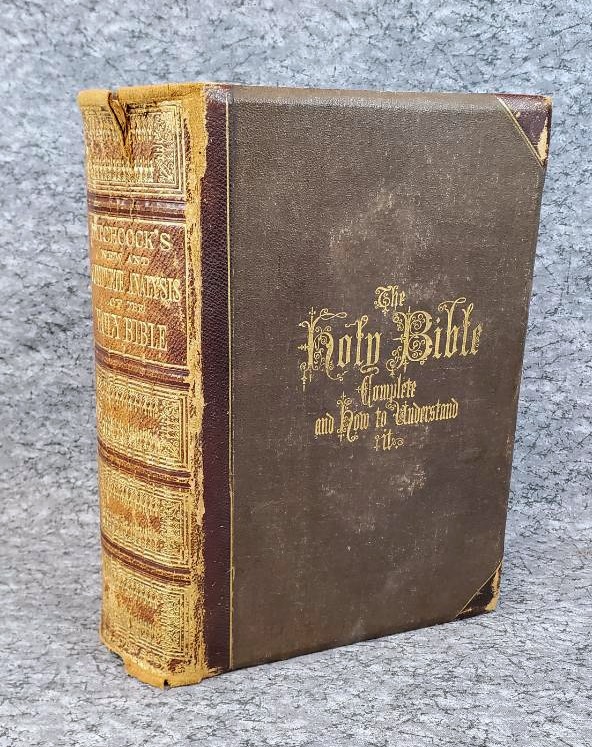 HITCHCOCK'S
NEW AND
COMPLETE ANALYSIS
OF THE
HOLY BIBLE
The
Holy Bible
Complete
and How to Understand
it